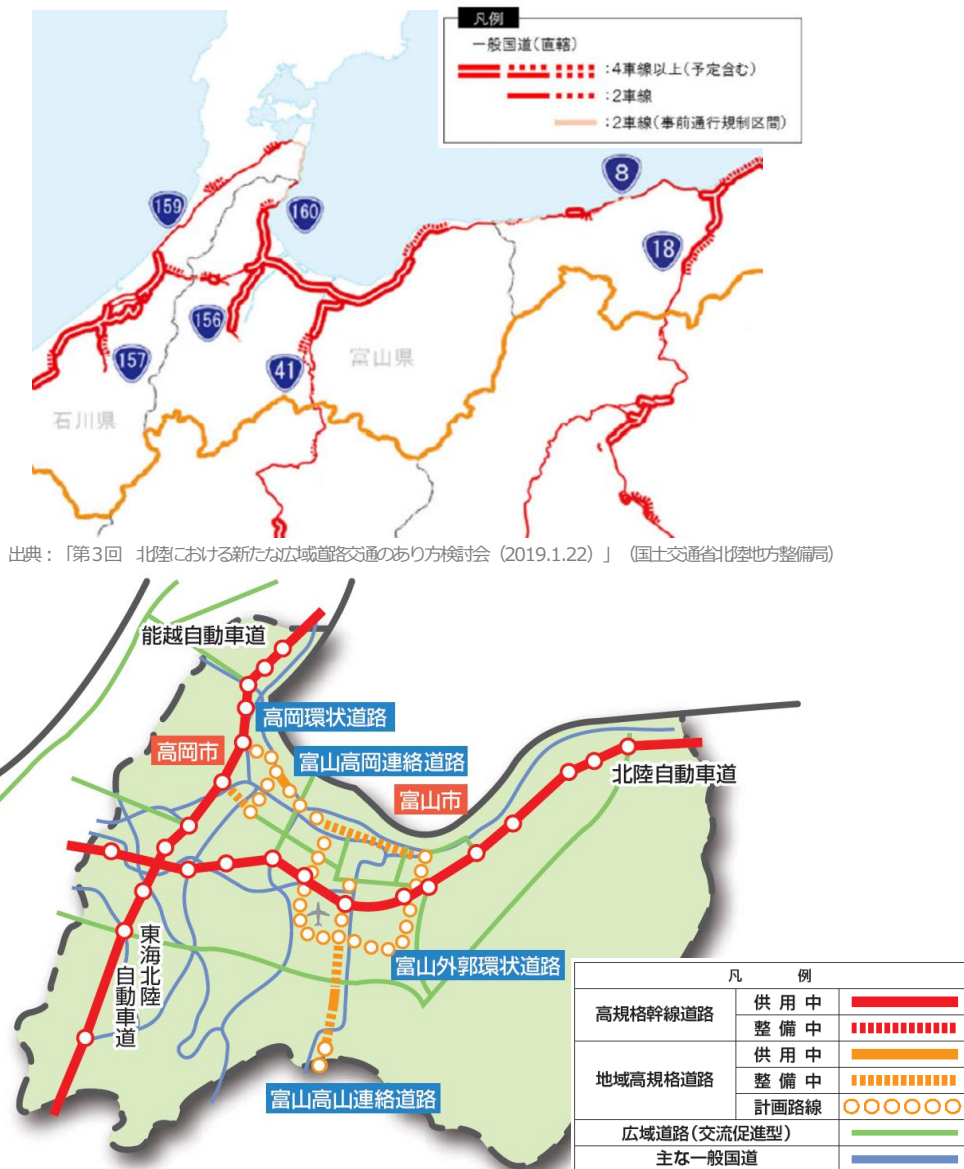 凡例
一般国道(直轄)
:4車線以上(予定含む)
:2車線
:2車線(事前通行規制区間)
8
159
160
18
156
157
41
富山県
石川県
出典：「第3回　北陸における新たな広域道路交通のあり方検討会（2019.1.22）」（国土交通省北陸地方整備局）
能越自動車道
高岡環状道路
高岡市
富山高岡連絡道路
北陸自動車道
富山市
東海北陸
自動車道
富山外郭環状道路
富山高山連絡道路
凡　例
高規格幹線道路
供用中
整備中
地域高規格道路
供用中
整備中
計画路線
広域道路(交流促進型)
主な一般国道